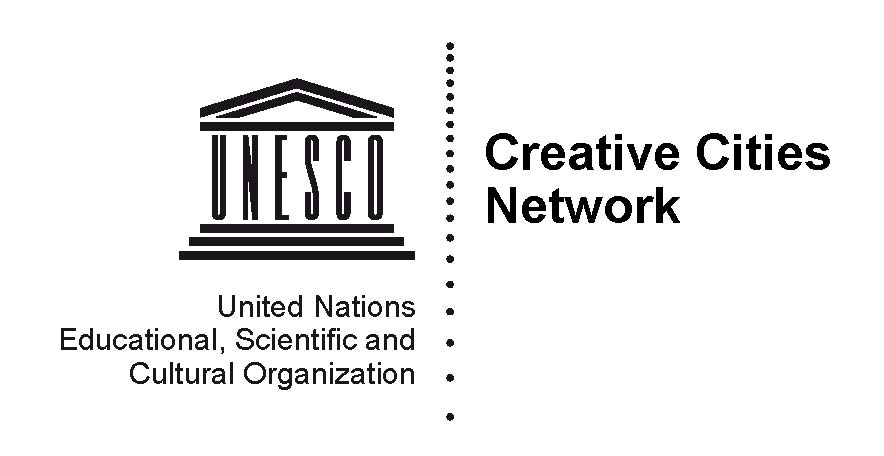 UNESCO
United Nations
Educational, Scientific and
Cultural Organization
Creative Cities
Network